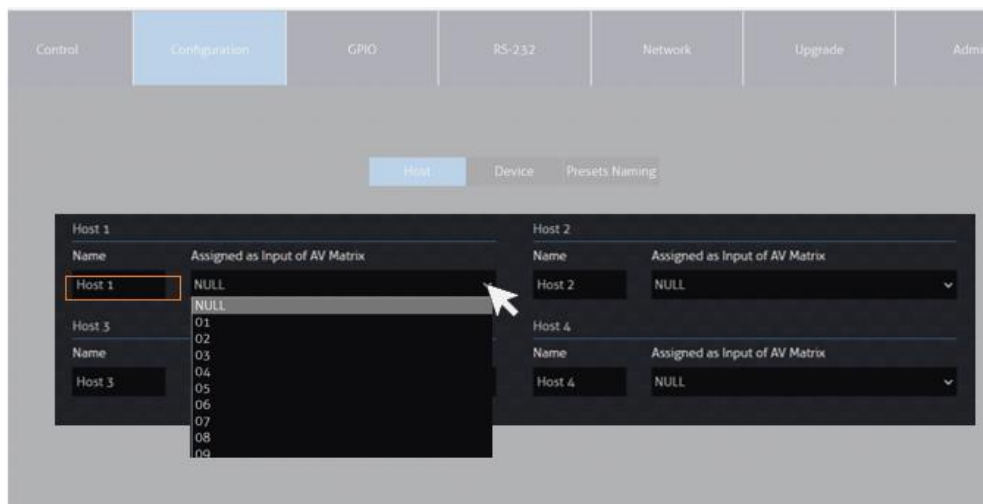 Control Configuration GPIO RS-232 Network Upgrade
Host Device Presets Naming
Host 1 Host 2
Name Assigned as Input of AV Matrix Name Assigned as Input of AV Matrix
Host 1 NULL Host 2 NULL
NULL
01
Host 3 Host 4
02
Name Name Assigned as Input of AV Matrix
03
04
Host 3 Host 4 NULL
05
06
07
08
09